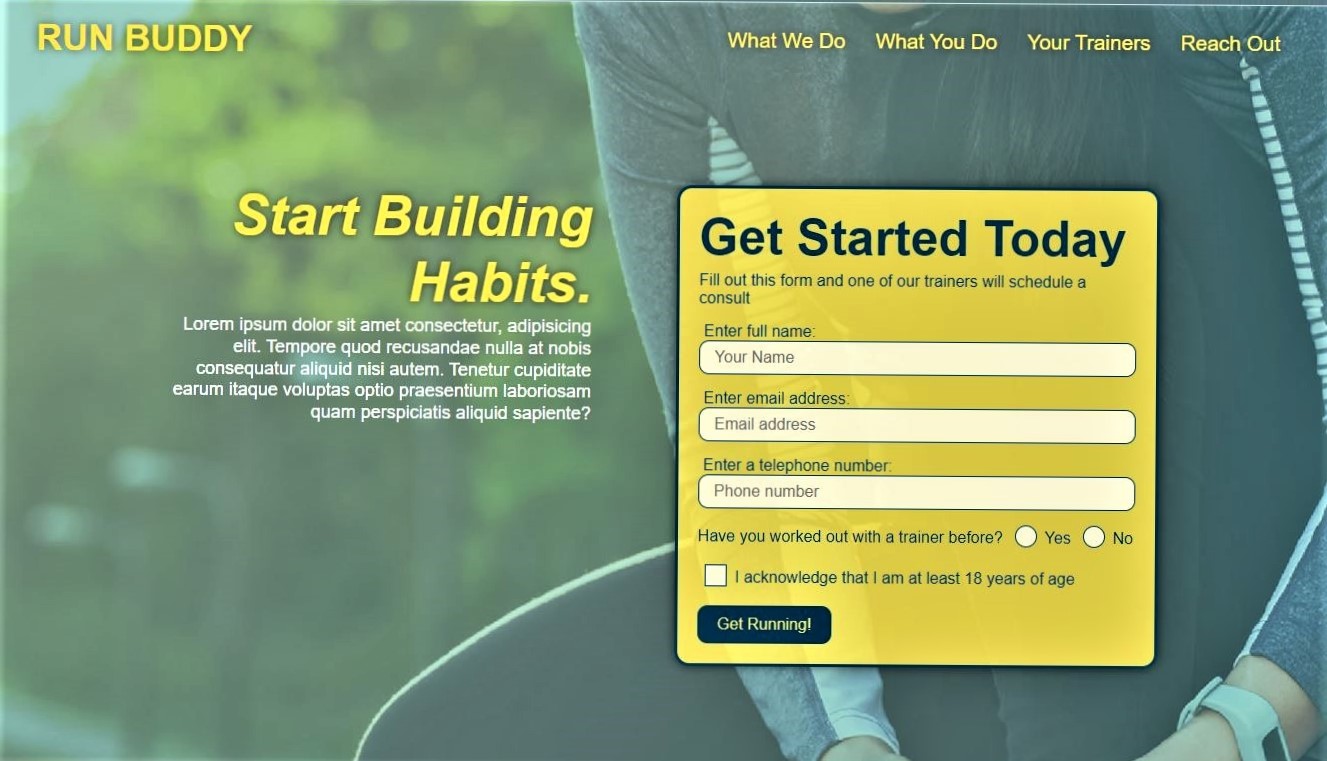 RUN BUDDY
What We Do What You Do Your Trainers Reach Out
Start Building
Habits.
Lorem ipsum dolor sit amet consectetur, adipisicing
elit. Tempore quod recusandae nulla at nobis
consequatur aliquid nisi autem. Tenetur cupiditate
earum itaque voluptas optio praesentium laboriosam
quam perspiciatis aliquid sapiente?
Get Started Today
Fill out this form and one of our trainers will schedule a
consult
Enter full name:
Your Name
Enter email address:
Email address
Enter a telephone number:
Phone number
Have you worked out with a trainer before? Yes No
I acknowledge that I am at least 18 years of age
Get Running!